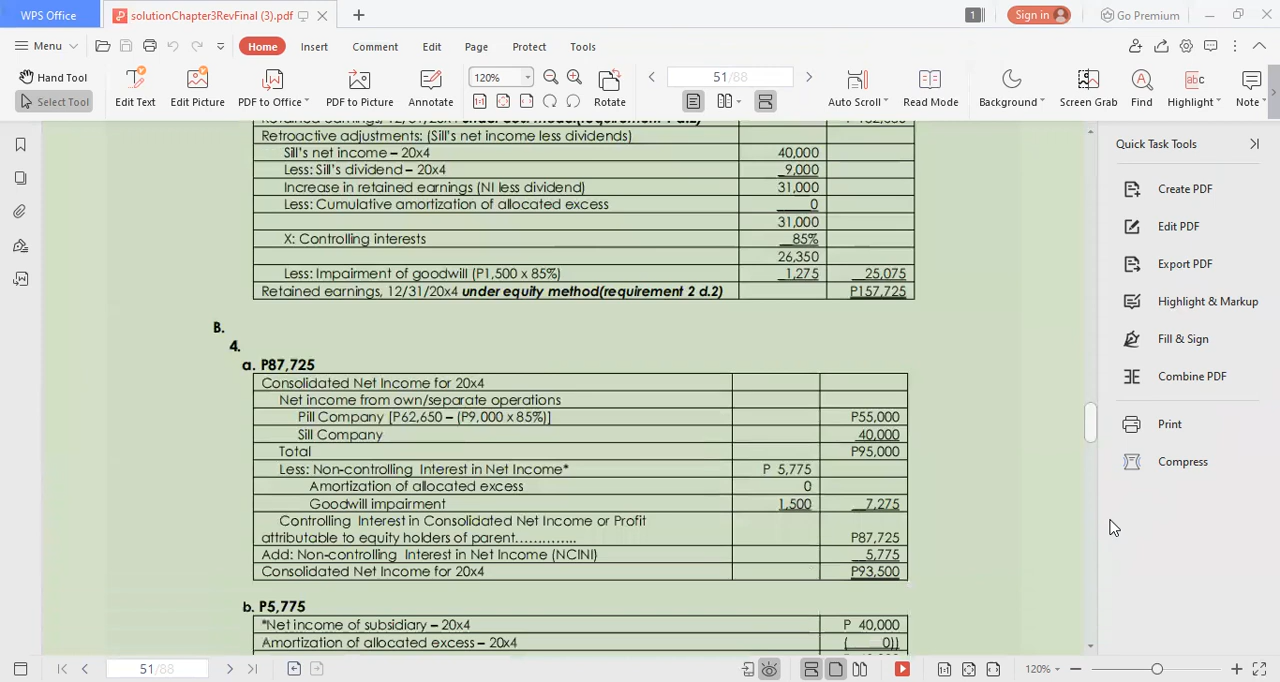 WPS Office
solutionChapter3RevFinal (3).pdf
1
Sign in
Go Premium
Menu
Home
Insert
Comment
Edit
Page
Protect
Tools
Hand Tool
Select Tool
Edit Text
Edit Picture
PDF to Office
PDF to Picture
Annotate
120%
Rotate
51/88
Auto Scroll
Read Mode
Background
Screen Grab
Find
Highlight
Note
Retroactive adjustments: (Sill's net income less dividends)
Sill's net income – 20x4 40,000
Less: Sill's dividend – 20x4 9,000
Increase in retained earnings (NI less dividend) 31,000
Less: Cumulative amortization of allocated excess 0
31,000
X: Controlling interests 85%
26,350
Less: Impairment of goodwill (P1,500 x 85%) 1,275 25,075
Retained earnings, 12/31/20x4 under equity method(requirement 2 d.2) P157,725
B.
4.
a. P87,725
Consolidated Net Income for 20x4
Net income from own/separate operations
Pill Company [P62,650 – (P9,000 x 85%)] P55,000
Sill Company 40,000
Total P95,000
Less: Non-controlling Interest in Net Income* P 5,775
Amortization of allocated excess 0
Goodwill impairment 1,500 7,275
Controlling Interest in Consolidated Net Income or Profit
attributable to equity holders of parent………….. P87,725
Add: Non-controlling Interest in Net Income (NCINI) 5,775
Consolidated Net Income for 20x4 P93,500
b. P5,775
*Net income of subsidiary – 20x4 P 40,000
Amortization of allocated excess – 20x4 ( 0))
Quick Task Tools
Create PDF
Edit PDF
Export PDF
Highlight & Markup
Fill & Sign
Combine PDF
Print
Compress
51/88
120%